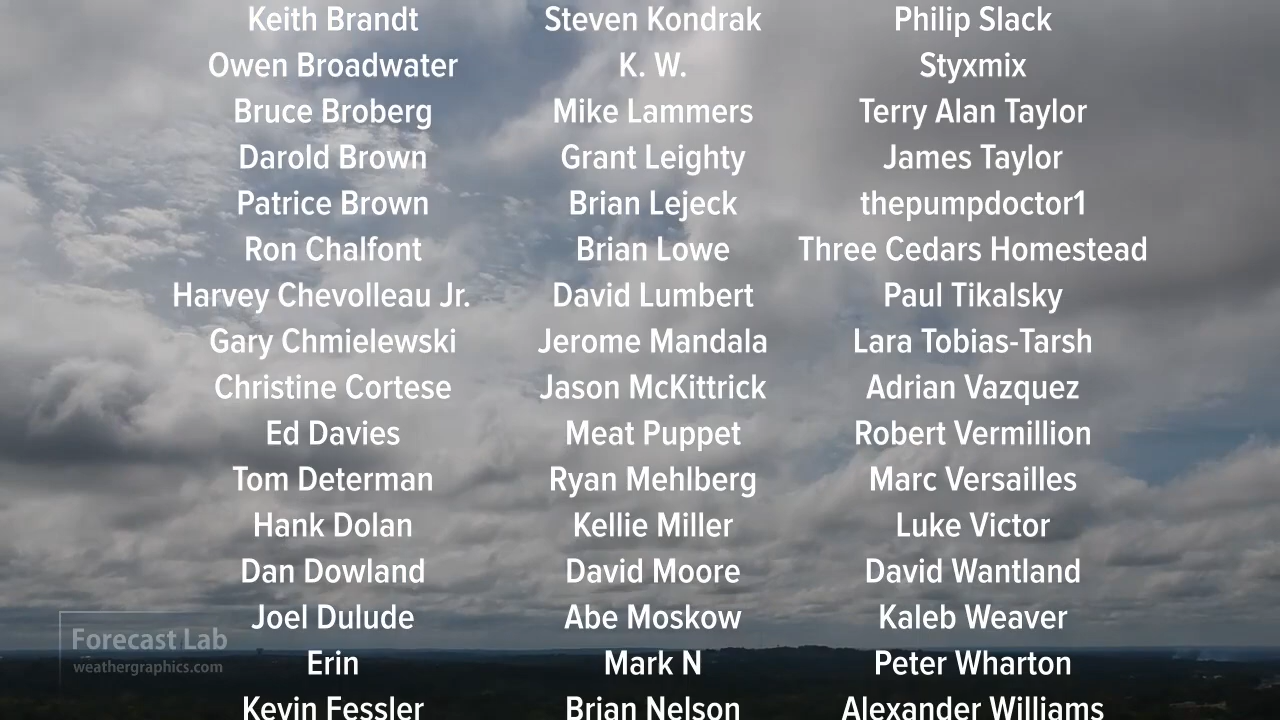 Keith Brandt
Owen Broadwater
Bruce Broberg
Darold Brown
Patrice Brown
Ron Chalfont
Harvey Chevolleau Jr.
Gary Chmielewski
Christine Cortese
Ed Davies
Tom Determan
Hank Dolan
Dan Dowland
Joel Dulude
Erin
Kevin Fessler
Steven Kondrak
K. W.
Mike Lammers
Grant Leighty
Brian Lejeck
Brian Lowe
David Lumbert
Jerome Mandala
Jason McKittrick
Meat Puppet
Ryan Mehlberg
Kellie Miller
David Moore
Abe Moskow
Mark N
Brian Nelson
Philip Slack
Styxmix
Terry Alan Taylor
James Taylor
thepumpdoctor1
Three Cedars Homestead
Paul Tikalsky
Lara Tobias-Tarsh
Adrian Vazquez
Robert Vermillion
Marc Versailles
Luke Victor
David Wantland
Kaleb Weaver
Peter Wharton
Alexander Williams
Forecast Lab
weathergraphics.com